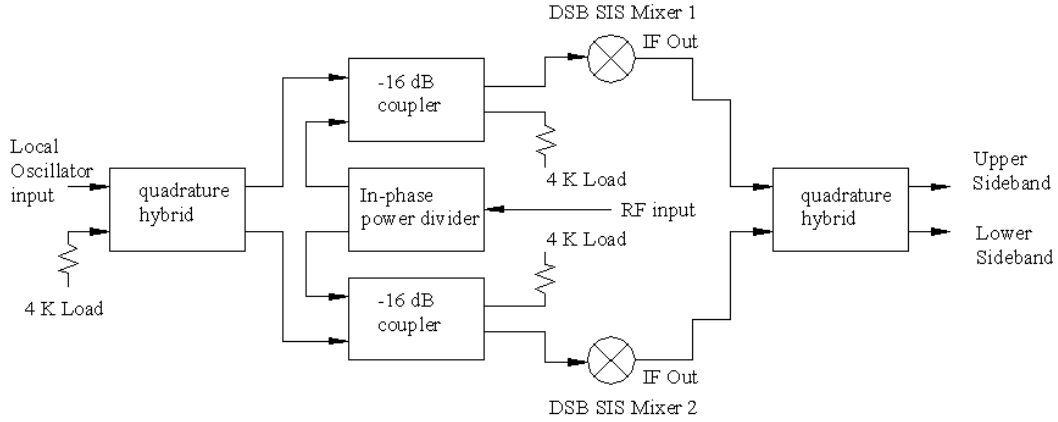 DSB SIS Mixer 1
IF Out
-16 dB
coupler
Local
Oscillator
input
quadrature
hybrid
4 K Load
In-phase
power divider
RF input
4 K Load
4 K Load
-16 dB
coupler
quadrature
hybrid
Upper
Sideband
Lower
Sideband
IF Out
DSB SIS Mixer 2